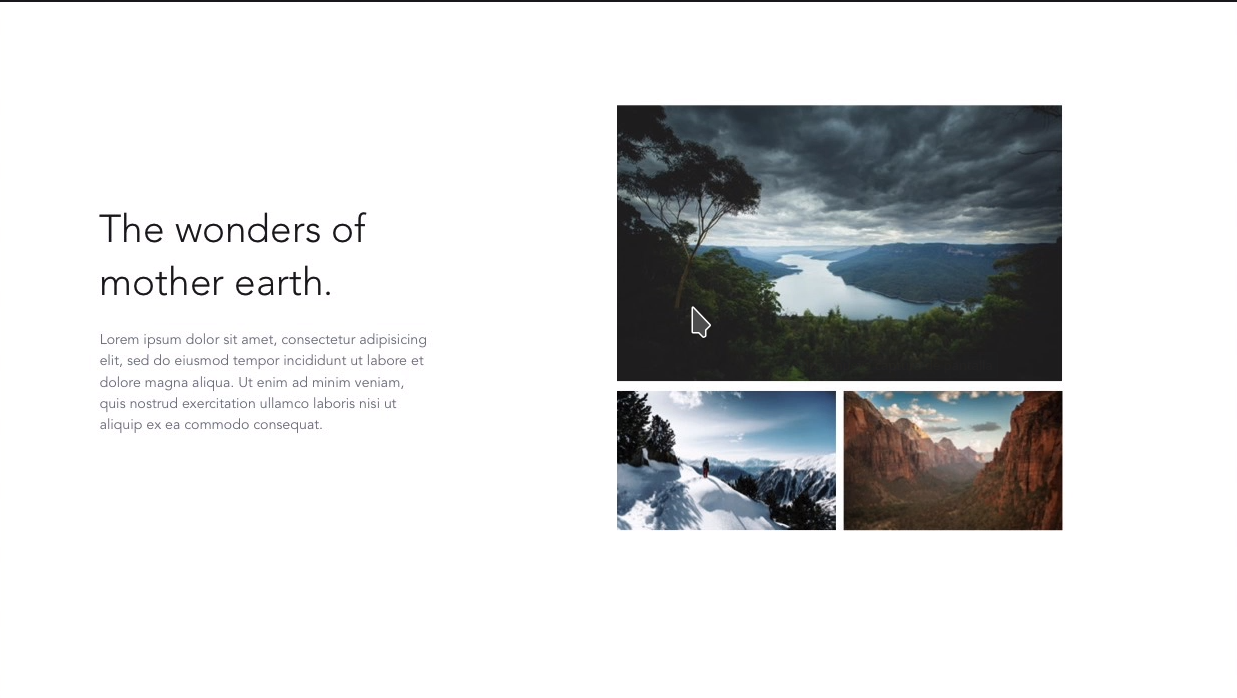 The wonders of
mother earth.
Lorem ipsum dolor sit amet, consectetur adipisicing
elit, sed do eiusmod tempor incididunt ut labore et
dolore magna aliqua. Ut enim ad minim veniam,
quis nostrud exercitation ullamco laboris nisi ut
aliquip ex ea commodo consequat.